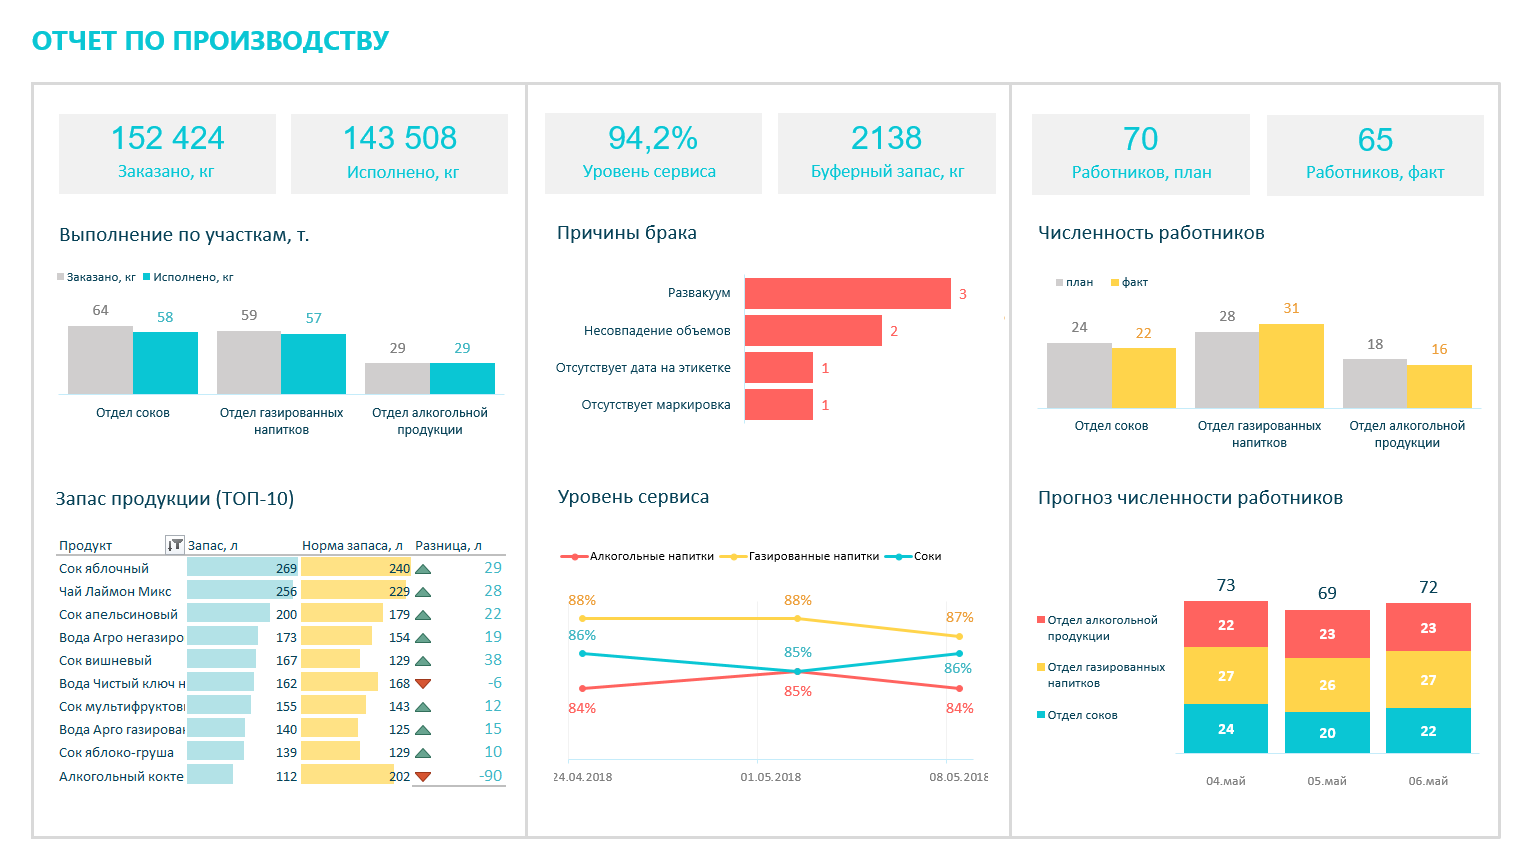 ОТЧЕТ ПО ПРОИЗВОДСТВУ
152 424
Заказано, кг
143 508
Исполнено, кг
94,2%
Уровень сервиса
2138
Буферный запас, кг
70
Работников, план
65
Работников, факт
Выполнение по участкам, т.
Заказано, кг Исполнено, кг
64 58 59 57 29 29
Отдел соков
Отдел газированных
напитков
Отдел алкогольной
продукции
Причины брака
Развакуум 3
Несовпадение объемов 2
Отсутствует дата на этикетке 1
Отсутствует маркировка 1
Численность работников
план факт
24 22 28 31 18 16
Отдел соков
Отдел газированных
напитков
Отдел алкогольной
продукции
Запас продукции (ТОП-10)
Продукт Запас, л Норма запаса, л Разница, л
Сок яблочный 269 240 29
Чай Лаймон Микс 256 229 28
Сок апельсиновый 200 179 22
Вода Агро негазиро 173 154 19
Сок вишневый 167 129 38
Вода Чистый ключ н 162 168 -6
Сок мультифруктовы 155 143 12
Вода Арго газирован 140 125 15
Сок яблоко-груша 139 129 10
Алкогольный кокте 112 202 -90
Уровень сервиса
Алкогольные напитки Газированные напитки Соки
88% 88% 87%
86% 85% 86%
84% 85% 84%
24.04.2018 01.05.2018 08.05.2018
Прогноз численности работников
Отдел алкогольной
продукции
Отдел газированных
напитков
Отдел соков
73 69 72
22 23 23
27 26 27
24 20 22
04.май 05.май 06.май